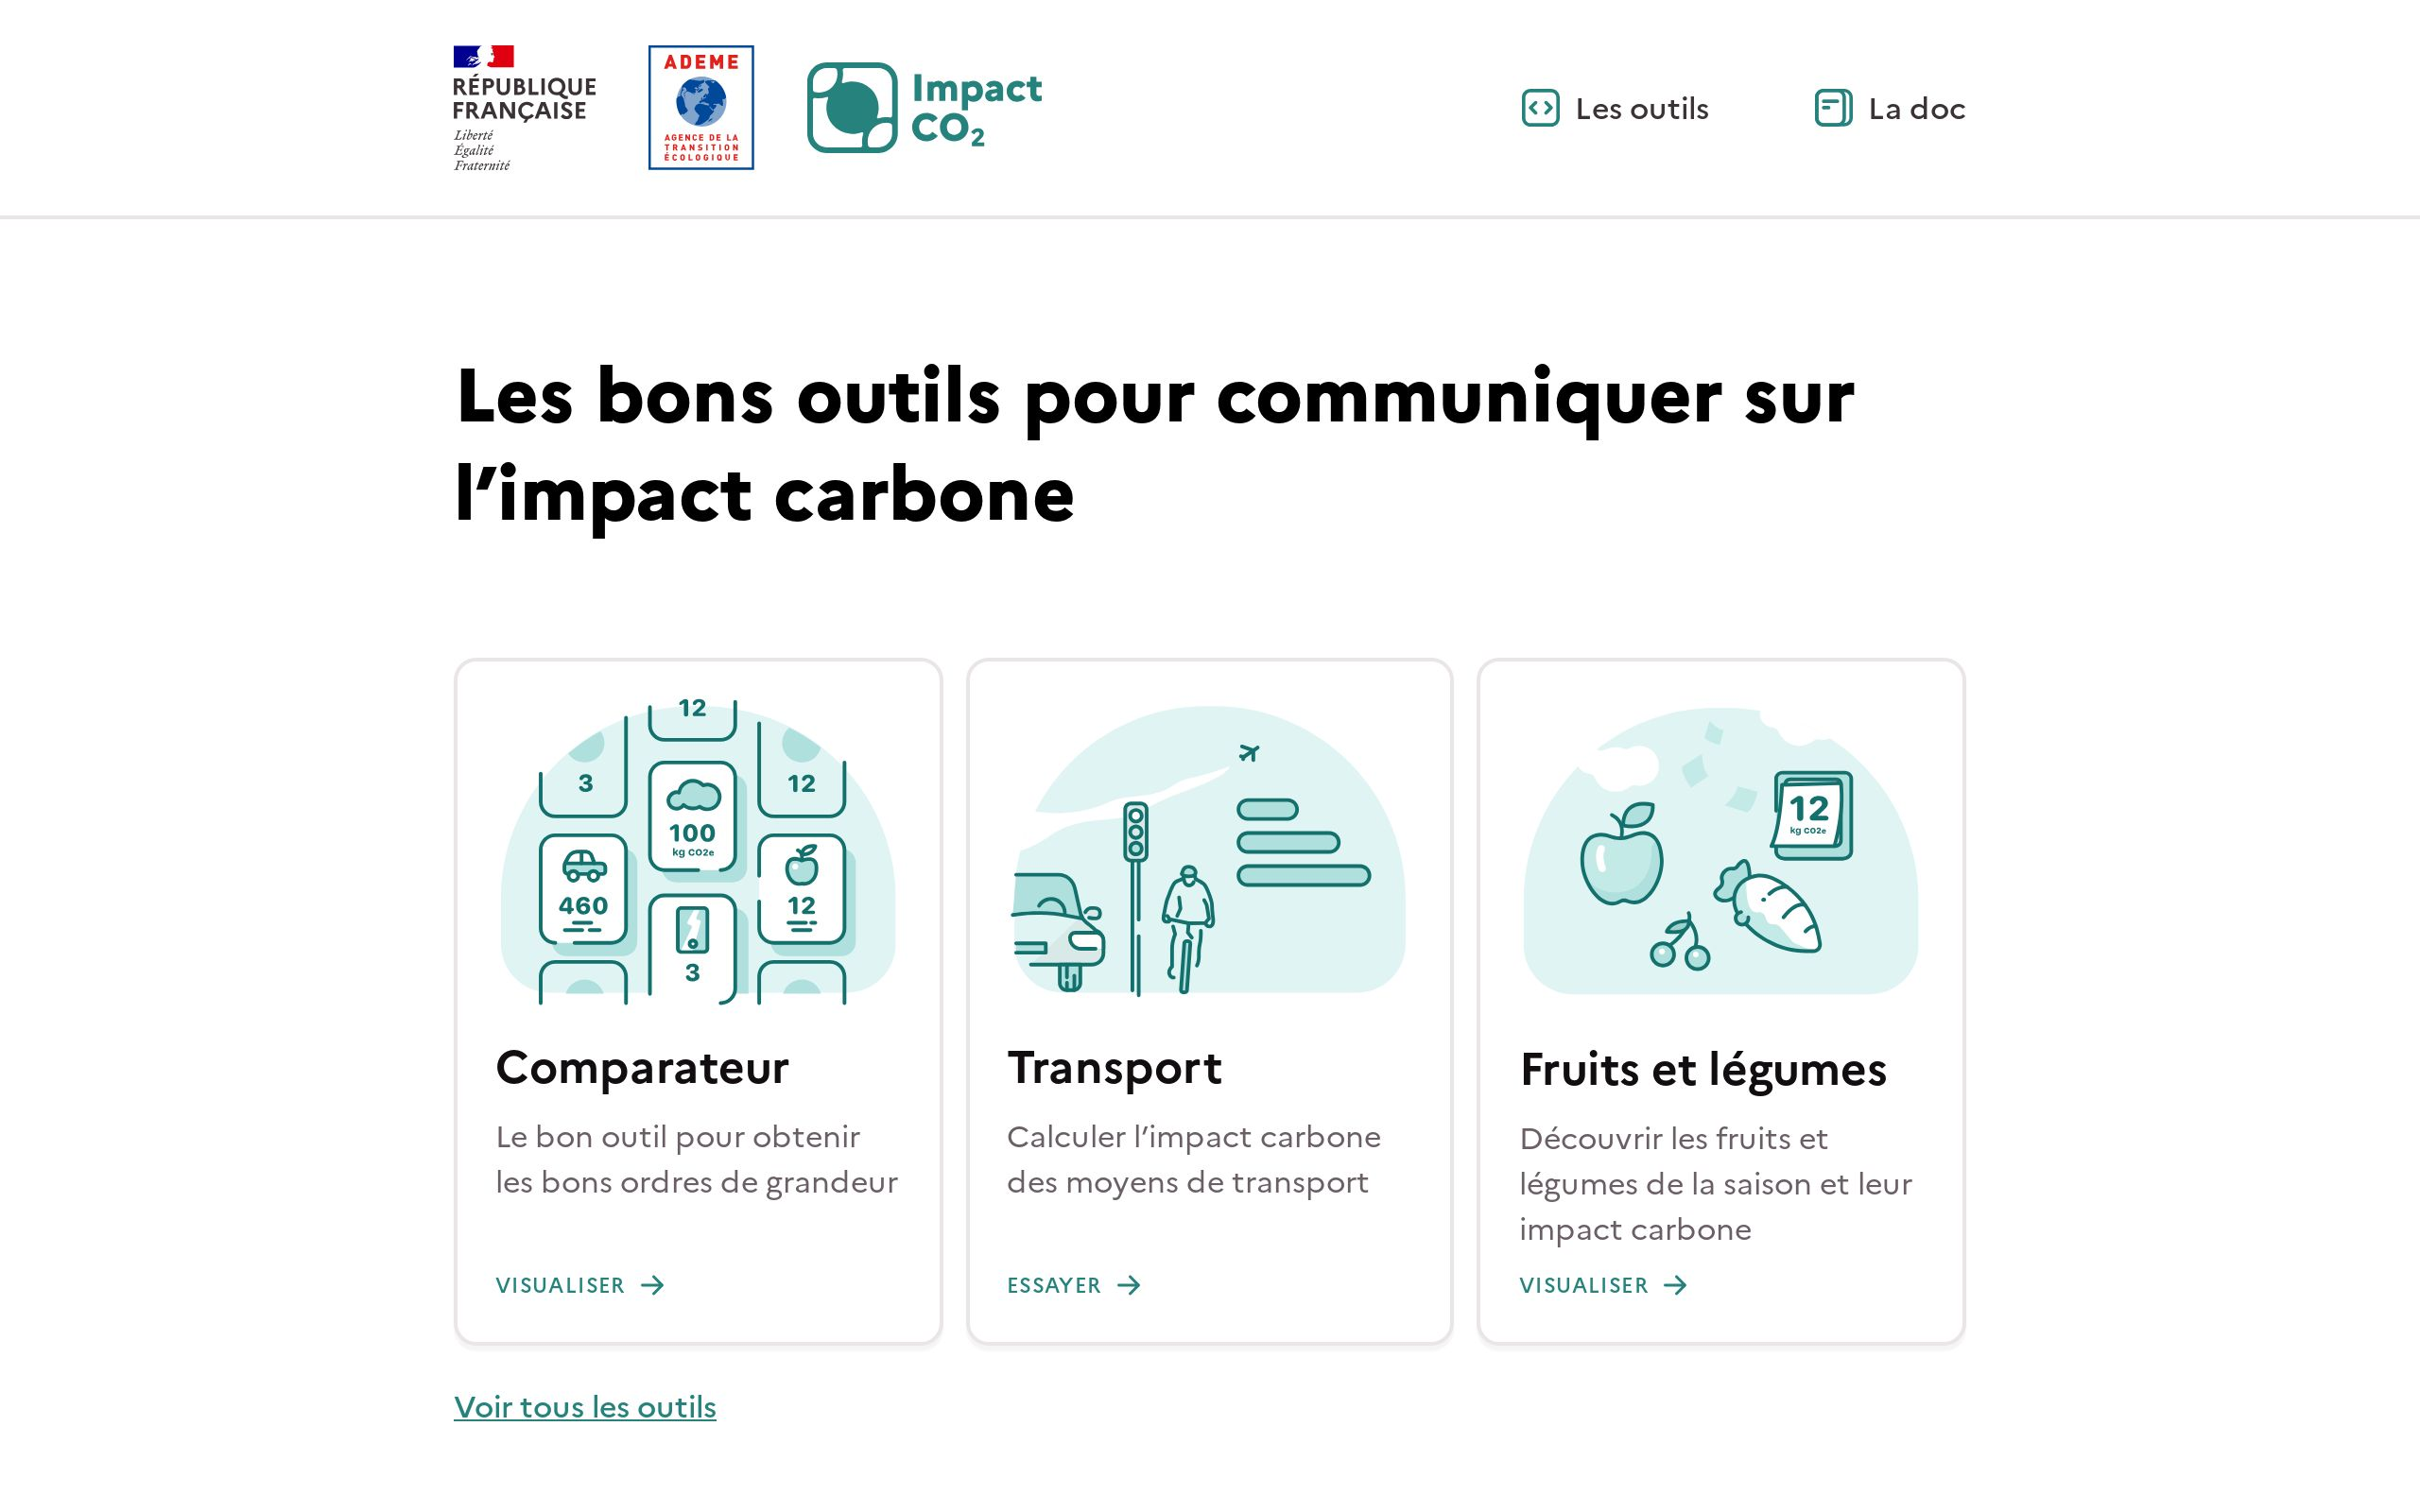 RÉPUBLIQUE
FRANÇAISE
Liberté
Égalité
Fraternité
ADEME
AGENCE DE LA
TRANSITION
ÉCOLOGIQUE
Impact
CO2
Les outils
La doc
Les bons outils pour communiquer sur
l’impact carbone
12
3
12
100
kg CO2e
460
12
3
Comparateur
Le bon outil pour obtenir
les bons ordres de grandeur
VISUALISER
Transport
Calculer l’impact carbone
des moyens de transport
ESSAYER
12
kg CO2e
Fruits et légumes
Découvrir les fruits et
légumes de la saison et leur
impact carbone
VISUALISER
Voir tous les outils